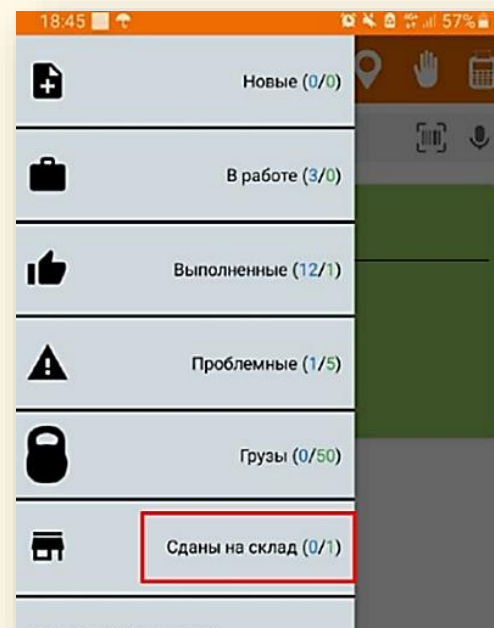 18:45
57%
Новые (0/0)
В работе (3/0)
Выполненные (12/1)
Проблемные (1/5)
Грузы (0/50)
Сданы на склад (0/1)